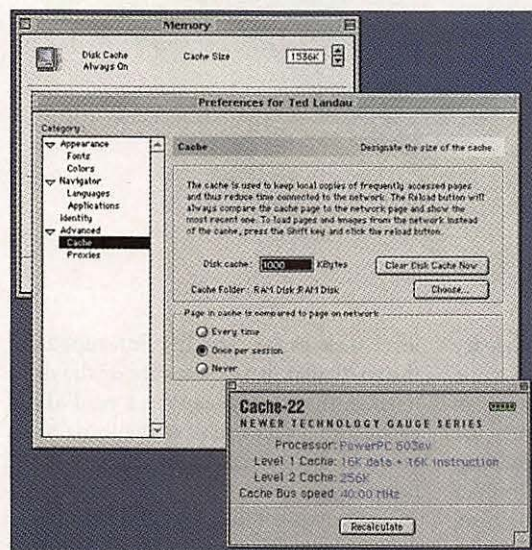 Memory
Disk Cache
Always On
Cache Size
1536K
Preferences for Ted Landau
Category:
Appearance
Fonts
Colors
Navigator
Languages
Applications
Identity
Advanced
Cache
Proxies
Cache
Designate the size of the cache.
The cache is used to keep local copies of frequently accessed pages
and thus reduce time connected to the network. The Reload button will
always compare the cache page to the network page and show the
most recent one. To load pages and images from the network instead
of the cache, press the Shift key and click the reload button.
Disk cache: 1000 KBytes
Clear Disk Cache Now
Cache Folder: RAM Disk:RAM Disk
Choose...
Page in cache is compared to page on network
Every time
Once per session
Never
Cache-22
NEWER TECHNOLOGY GAUGE SERIES
Processor: PowerPC 603ev
Level 1 Cache: 16K data + 16K instruction
Level 2 Cache: 256K
Cache Bus speed: 40.00 MHz
Recalculate